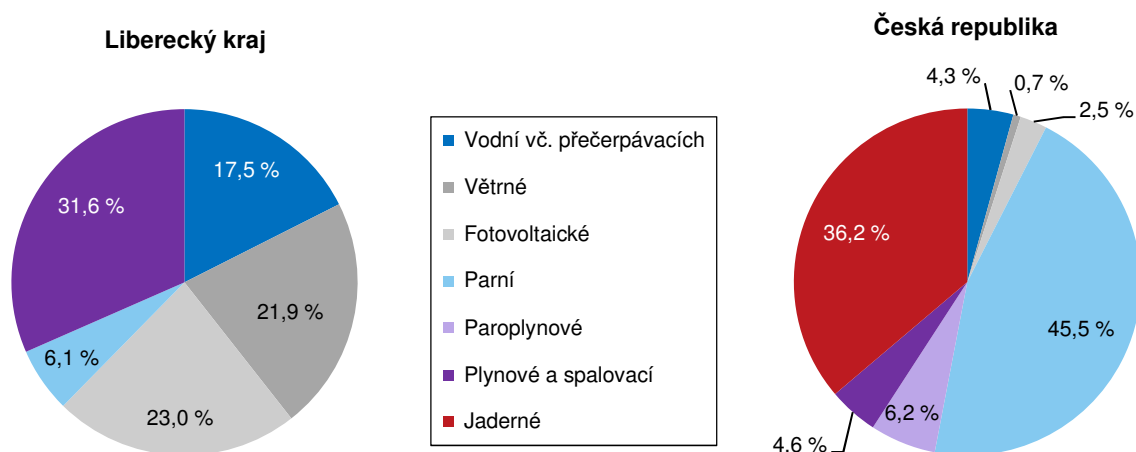 Liberecký kraj
17,5 %
21,9 %
23,0 %
6,1 %
31,6 %
Vodní vč. přečerpávacích
Větrné
Fotovoltaické
Parní
Paroplynové
Plynové a spalovací
Jaderné
Česká republika
4,3 %
0,7 %
2,5 %
45,5 %
6,2 %
4,6 %
36,2 %